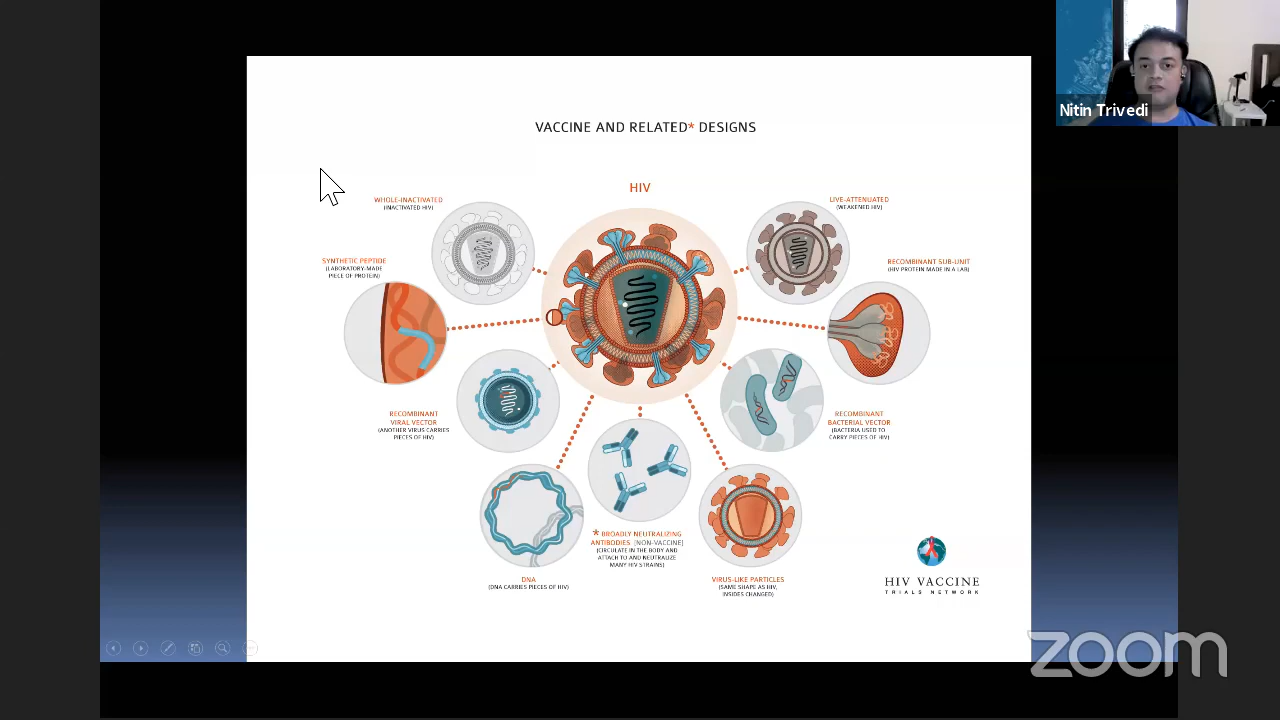 Nitin Trivedi
VACCINE AND RELATED* DESIGNS
HIV
WHOLE-INACTIVATED
(INACTIVATED HIV)
LIVE-ATTENUATED
(WEAKENED HIV)
SYNTHETIC PEPTIDE
(LABORATORY-MADE
PIECE OF PROTEIN)
RECOMBINANT SUB-UNIT
(HIV PROTEIN MADE IN A LAB)
RECOMBINANT
VIRAL VECTOR
(ANOTHER VIRUS CARRIES
PIECES OF HIV)
RECOMBINANT
BACTERIAL VECTOR
(BACTERIA USED TO
CARRY PIECES OF HIV)
* BROADLY NEUTRALIZING
ANTIBODIES (NON-VACCINE)
(CIRCULATE IN THE BODY AND
ATTACH TO AND NEUTRALIZE
MANY HIV STRAINS)
DNA
(DNA CARRIES PIECES OF HIV)
VIRUS-LIKE PARTICLES
(SAME SHAPE AS HIV,
INSIDES CHANGED)
HIV VACCINE
TRIALS NETWORK
zoom